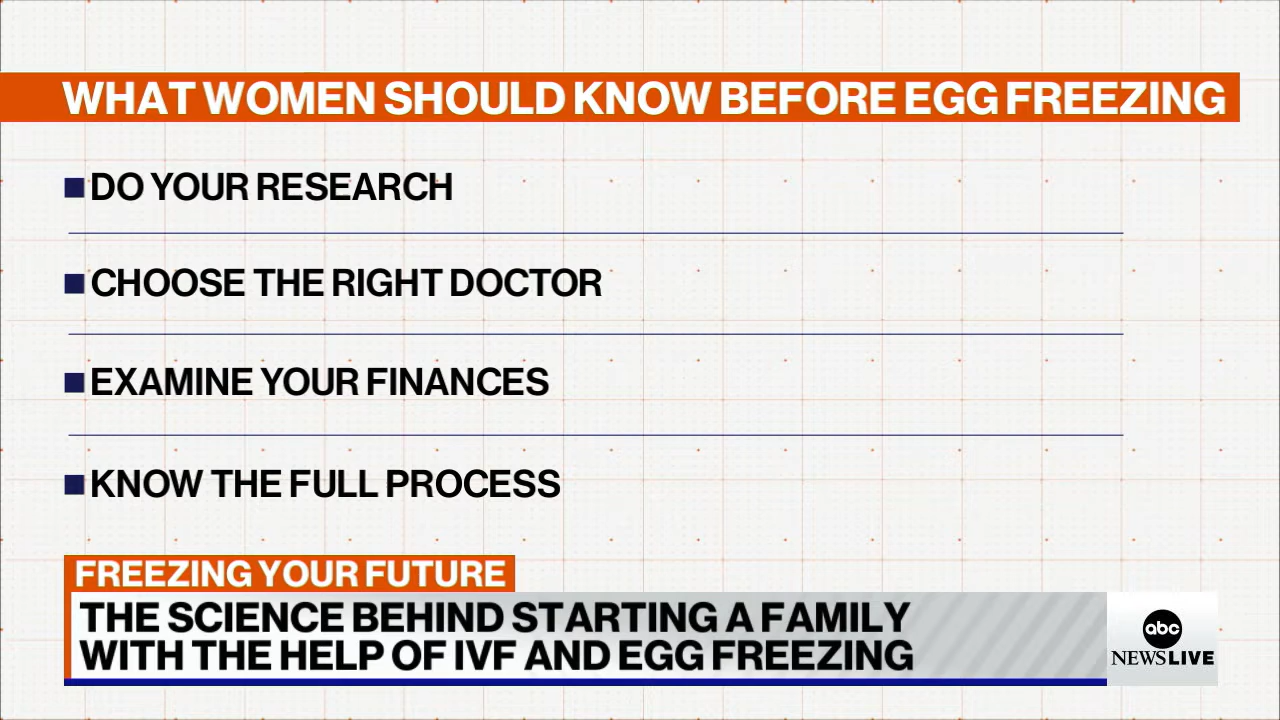 WHAT WOMEN SHOULD KNOW BEFORE EGG FREEZING
DO YOUR RESEARCH
CHOOSE THE RIGHT DOCTOR
EXAMINE YOUR FINANCES
KNOW THE FULL PROCESS
FREEZING YOUR FUTURE
THE SCIENCE BEHIND STARTING A FAMILY
WITH THE HELP OF IVF AND EGG FREEZING
abc
NEWSLIVE